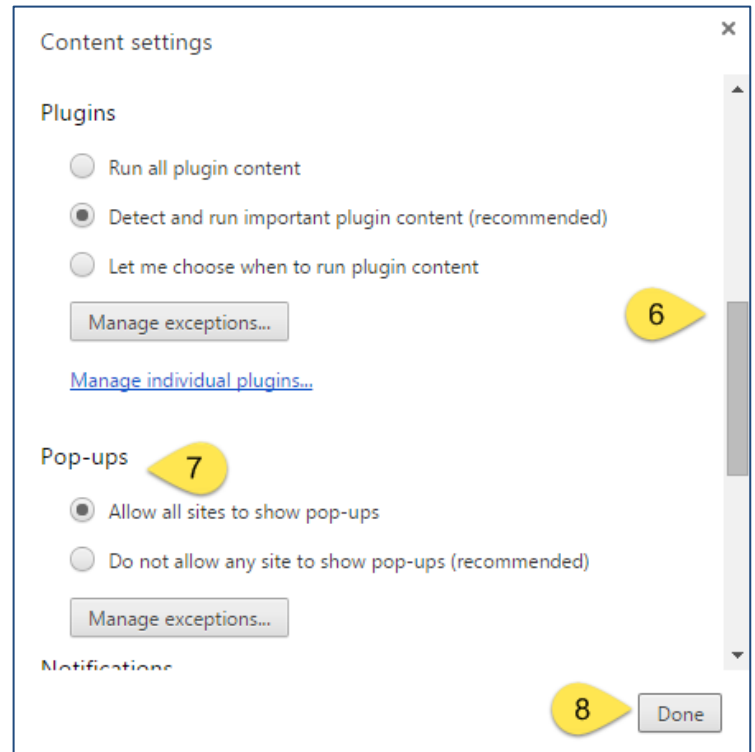 Content settings
×
Plugins
Run all plugin content
Detect and run important plugin content (recommended)
Let me choose when to run plugin content
Manage exceptions...
6
Manage individual plugins...
Pop-ups
7
Allow all sites to show pop-ups
Do not allow any site to show pop-ups (recommended)
Manage exceptions...
Notifications
8
Done